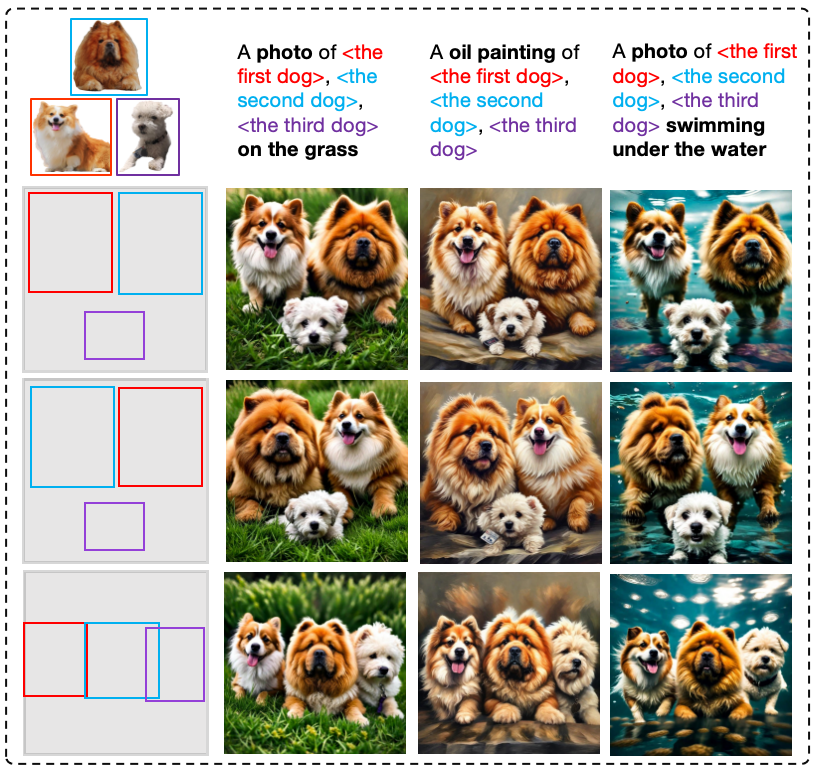 A photo of <the
first dog>, <the
second dog>,
<the third dog>
on the grass
A oil painting of
<the first dog>,
<the second
dog>, <the third
dog>
A photo of <the first
dog>, <the second
dog>, <the third
dog> swimming
under the water